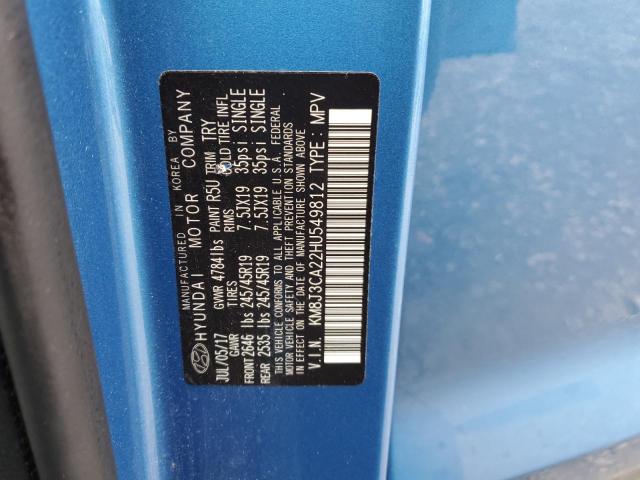 MANUFACTURED IN KOREA BY
HYUNDAI MOTOR COMPANY
JUL/05/17 GVWR 4784lbs PAINT R5U TRIM TRY
GAWR TIRES RIMS COLD TIRE INFL
FRONT 2646 lbs 245/45R19 7.5JX19 35psi SINGLE
REAR 2535 lbs 245/45R19 7.5JX19 35psi SINGLE
THIS VEHICLE CONFORMS TO ALL APPLICABLE U.S.A. FEDERAL
MOTOR VEHICLE SAFETY AND THEFT PREVENTION STANDARDS
IN EFFECT ON THE DATE OF MANUFACTURE SHOWN ABOVE
V.I.N. KM8J3CA22HU549812 TYPE: MPV